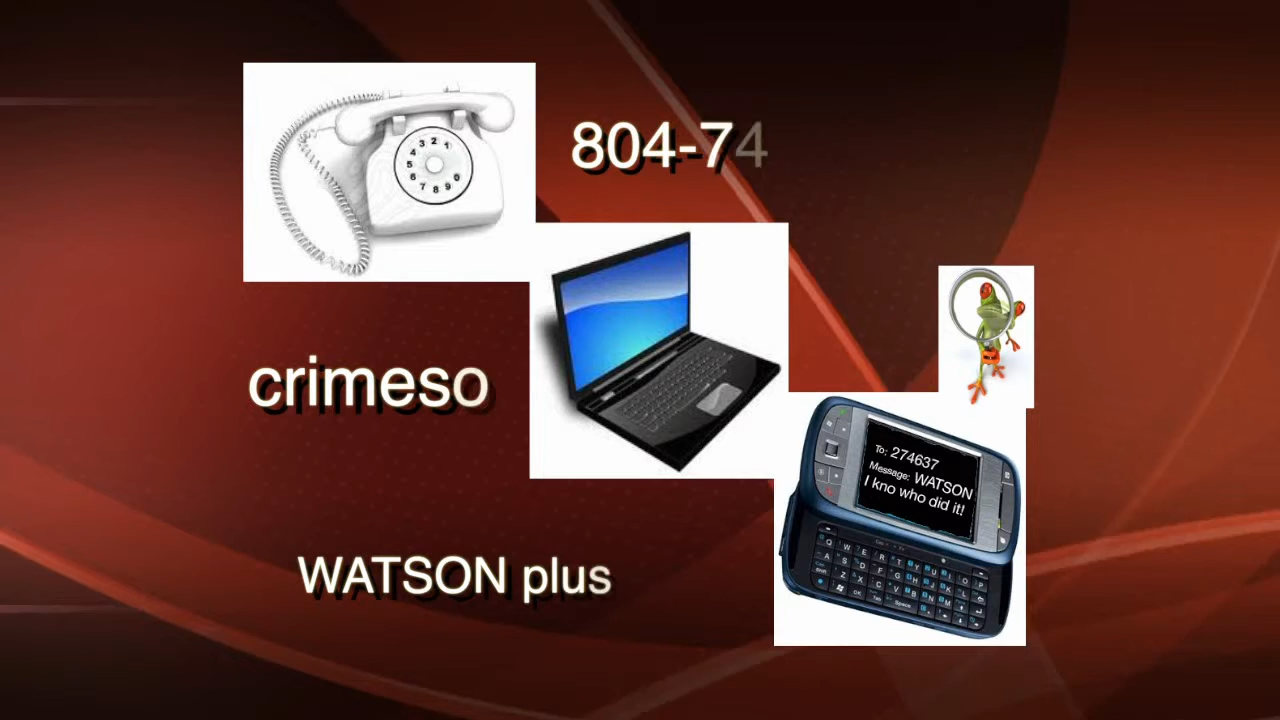 804-74
crimeso
To: 274637
Message: WATSON
I kno who did it!
WATSON plus